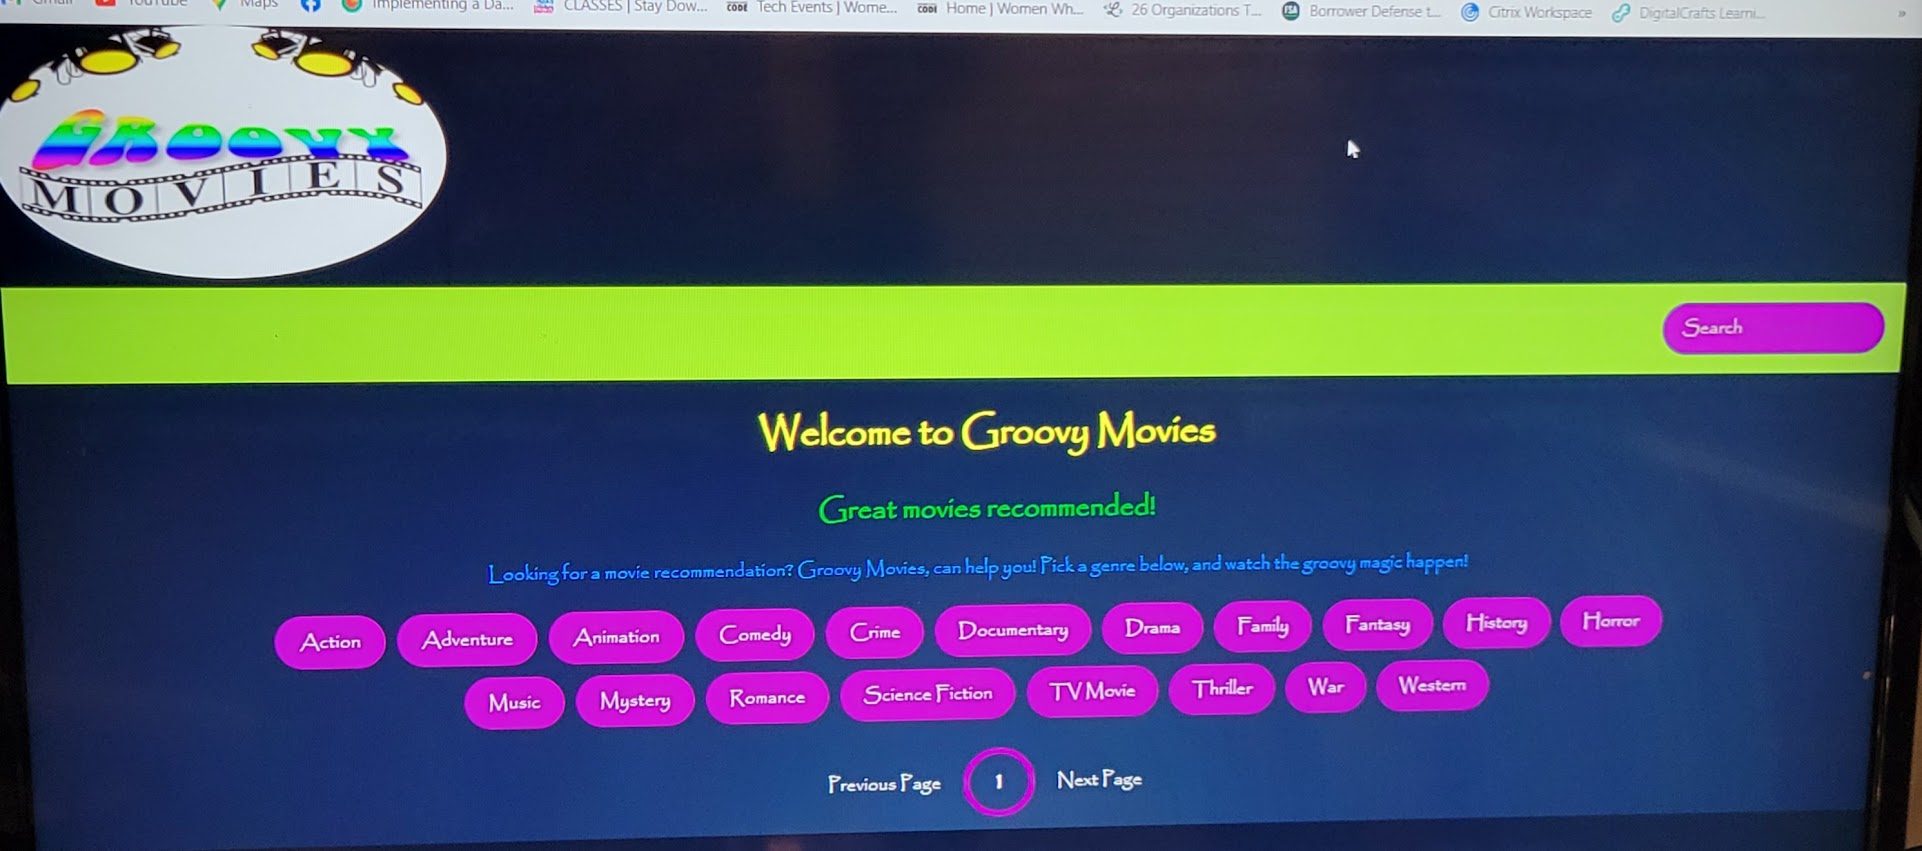 Gmail YouTube Maps Implementing a Da... CLASSES | Stay Dow... CODE Tech Events | Wome... CODE Home | Women Wh... 26 Organizations T... FSA Borrower Defense t... Citrix Workspace DigitalCrafts Learni... »
GROOVY
MOVIES
Search
Welcome to Groovy Movies
Great movies recommended!
Looking for a movie recommendation? Groovy Movies, can help you! Pick a genre below, and watch the groovy magic happen!
Action Adventure Animation Comedy Crime Documentary Drama Family Fantasy History Horror
Music Mystery Romance Science Fiction TV Movie Thriller War Western
Previous Page 1 Next Page